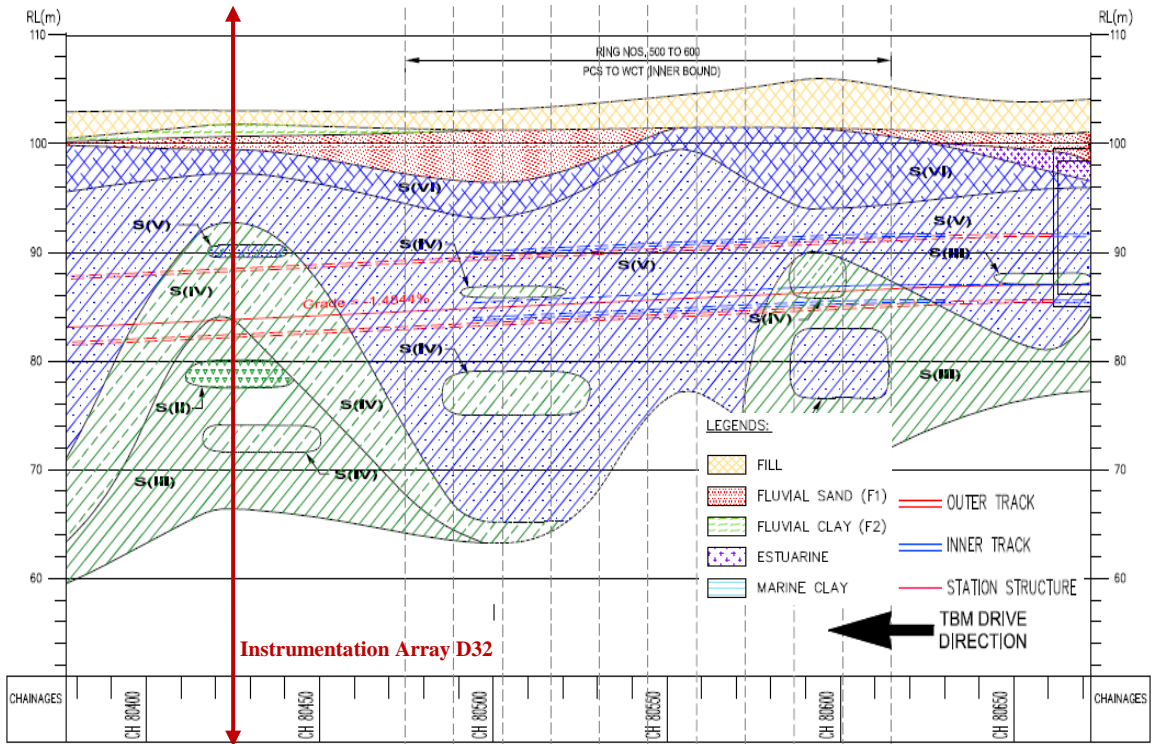 RL(m)
RL(m)
110
110
RING NOS. 500 TO 600
PCS TO WCT (INNER BOUND)
100
100
S(VI)
S(VI)
S(V)
S(IV)
S(V)
S(V)
S(III)
90
90
S(IV)
Grade = -1.4844%
S(IV)
S(IV)
80
80
S(II)
S(IV)
S(III)
LEGENDS:
FILL
70
70
S(III)
S(IV)
FLUVIAL SAND (F1)
OUTER TRACK
FLUVIAL CLAY (F2)
ESTUARINE
INNER TRACK
60
60
MARINE CLAY
STATION STRUCTURE
TBM DRIVE
DIRECTION
Instrumentation Array D32
CHAINAGES
CH 80400
CH 80450
CH 80500
CH 80550
CH 80600
CH 80650
CHAINAGES